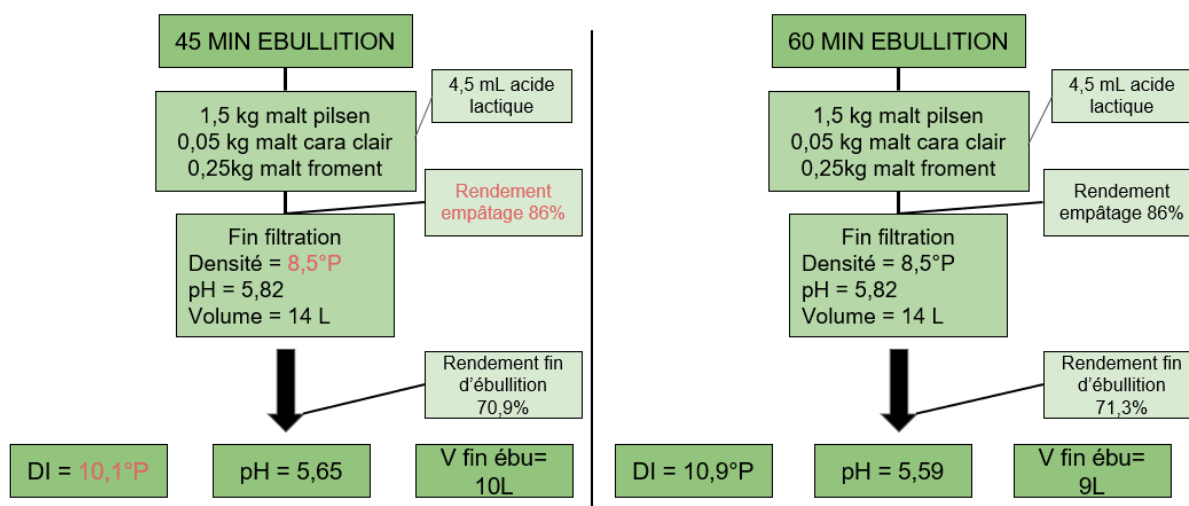 45 MIN EBULLITION
4,5 mL acide
lactique
1,5 kg malt pilsen
0,05 kg malt cara clair
0,25kg malt froment
Rendement
empâtage 86%
Fin filtration
Densité = 8,5°P
pH = 5,82
Volume = 14 L
Rendement fin
d'ébullition
70,9%
DI = 10,1°P
pH = 5,65
V fin ébu=
10L
60 MIN EBULLITION
4,5 mL acide
lactique
1,5 kg malt pilsen
0,05 kg malt cara clair
0,25kg malt froment
Rendement
empâtage 86%
Fin filtration
Densité = 8,5°P
pH = 5,82
Volume = 14 L
Rendement fin
d'ébullition
71,3%
DI = 10,9°P
pH = 5,59
V fin ébu=
9L